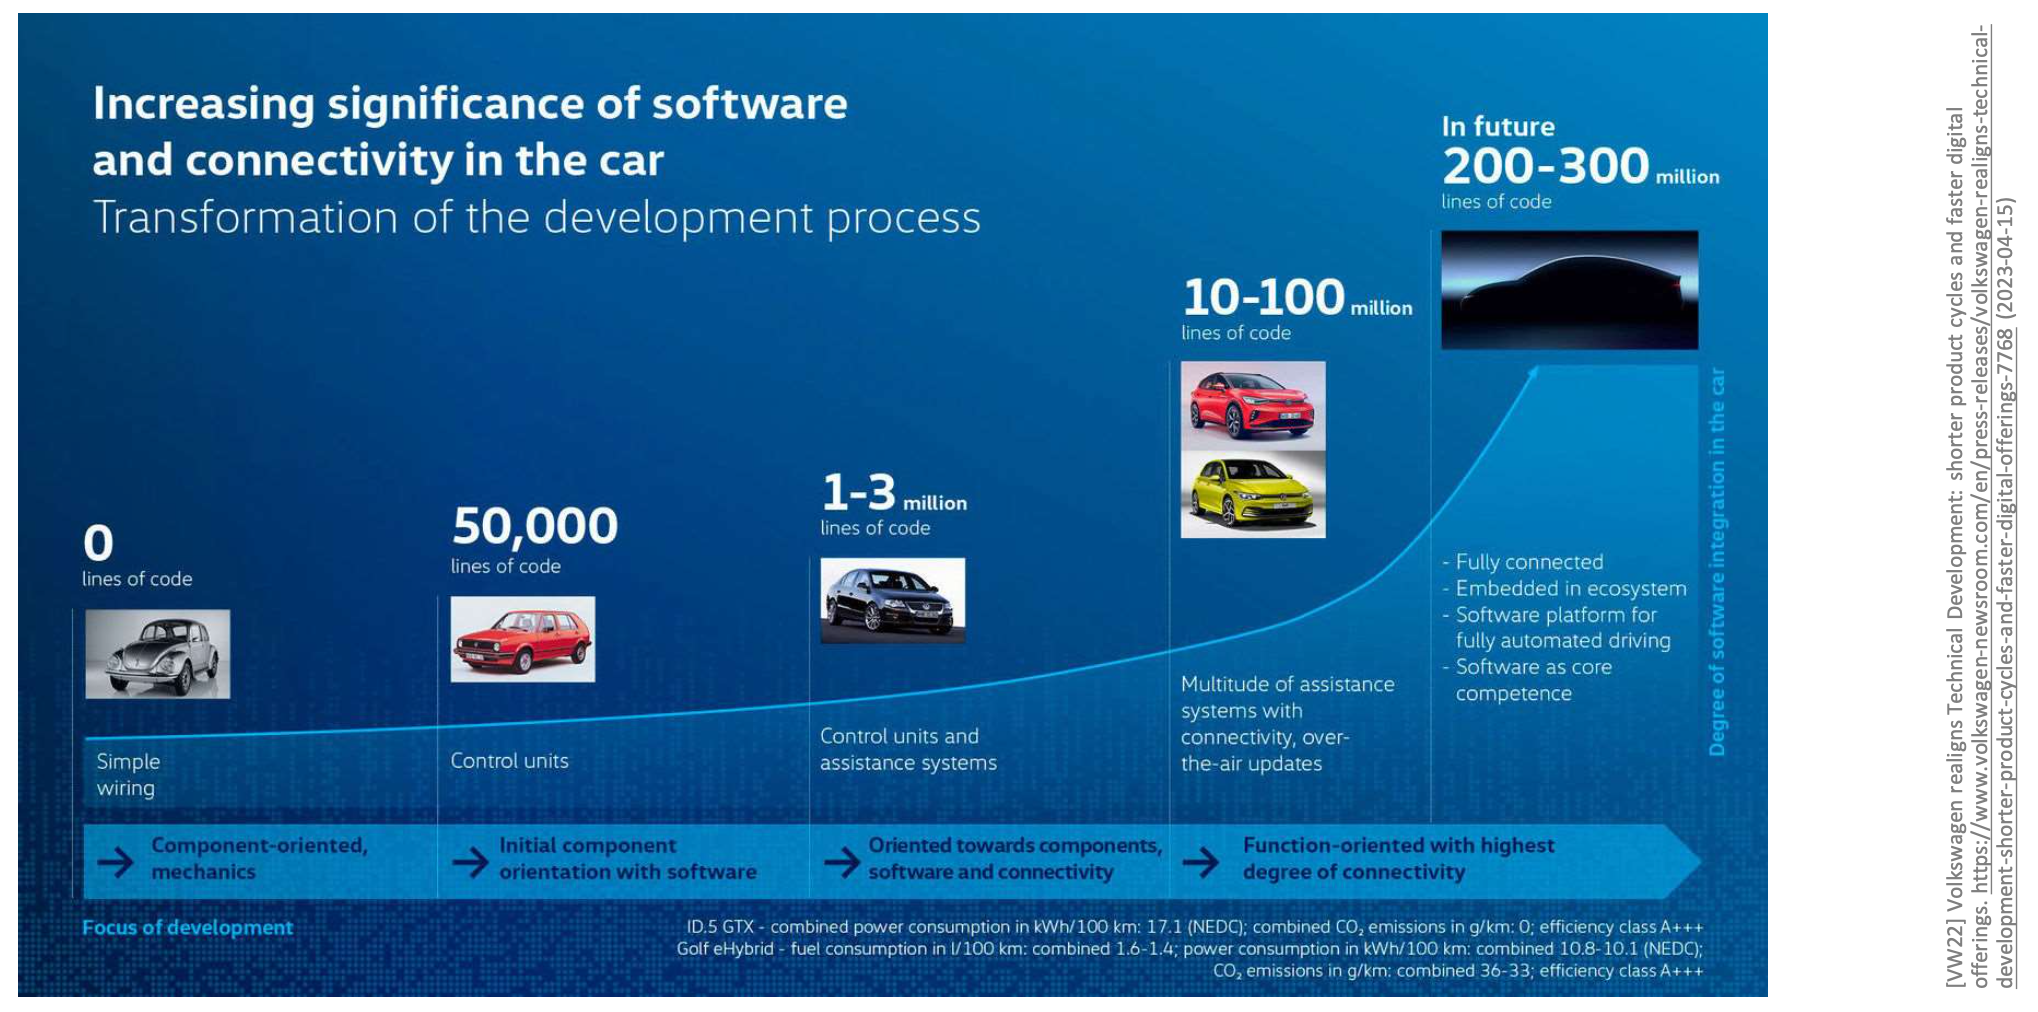 Increasing significance of software
and connectivity in the car
Transformation of the development process
0
lines of code
50,000
lines of code
1-3 million
lines of code
10-100 million
lines of code
In future
200-300 million
lines of code
Simple
wiring
Control units
Control units and
assistance systems
Multitude of assistance
systems with
connectivity, over-
the-air updates
- Fully connected
- Embedded in ecosystem
- Software platform for
fully automated driving
- Software as core
competence
Degree of software integration in the car
Component-oriented,
mechanics
Initial component
orientation with software
Oriented towards components,
software and connectivity
Function-oriented with highest
degree of connectivity
Focus of development
ID.5 GTX - combined power consumption in kWh/100 km: 17.1 (NEDC); combined CO₂ emissions in g/km: 0; efficiency class A+++
Golf eHybrid - fuel consumption in l/100 km: combined 1.6-1.4; power consumption in kWh/100 km: combined 10.8-10.1 (NEDC);
CO₂ emissions in g/km: combined 36-33; efficiency class A+++
[VW22] Volkswagen realigns Technical Development: shorter product cycles and faster digital
offerings. https://www.volkswagen-newsroom.com/en/press-releases/volkswagen-realigns-technical-
development-shorter-product-cycles-and-faster-digital-offerings-7768 (2023-04-15)